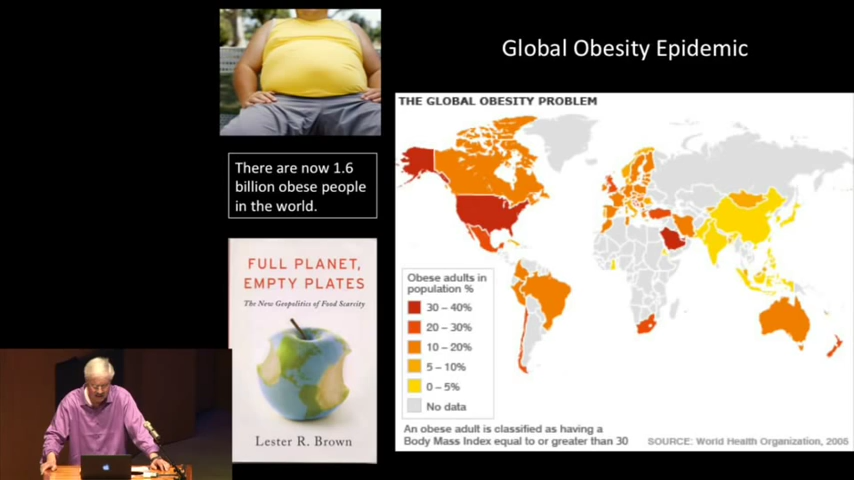 Global Obesity Epidemic
There are now 1.6
billion obese people
in the world.
FULL PLANET,
EMPTY PLATES
The New Geopolitics of Food Scarcity
Lester R. Brown
THE GLOBAL OBESITY PROBLEM
Obese adults in
population %
30 – 40%
20 – 30%
10 – 20%
5 – 10%
0 – 5%
No data
An obese adult is classified as having a
Body Mass Index equal to or greater than 30
SOURCE: World Health Organization, 2005